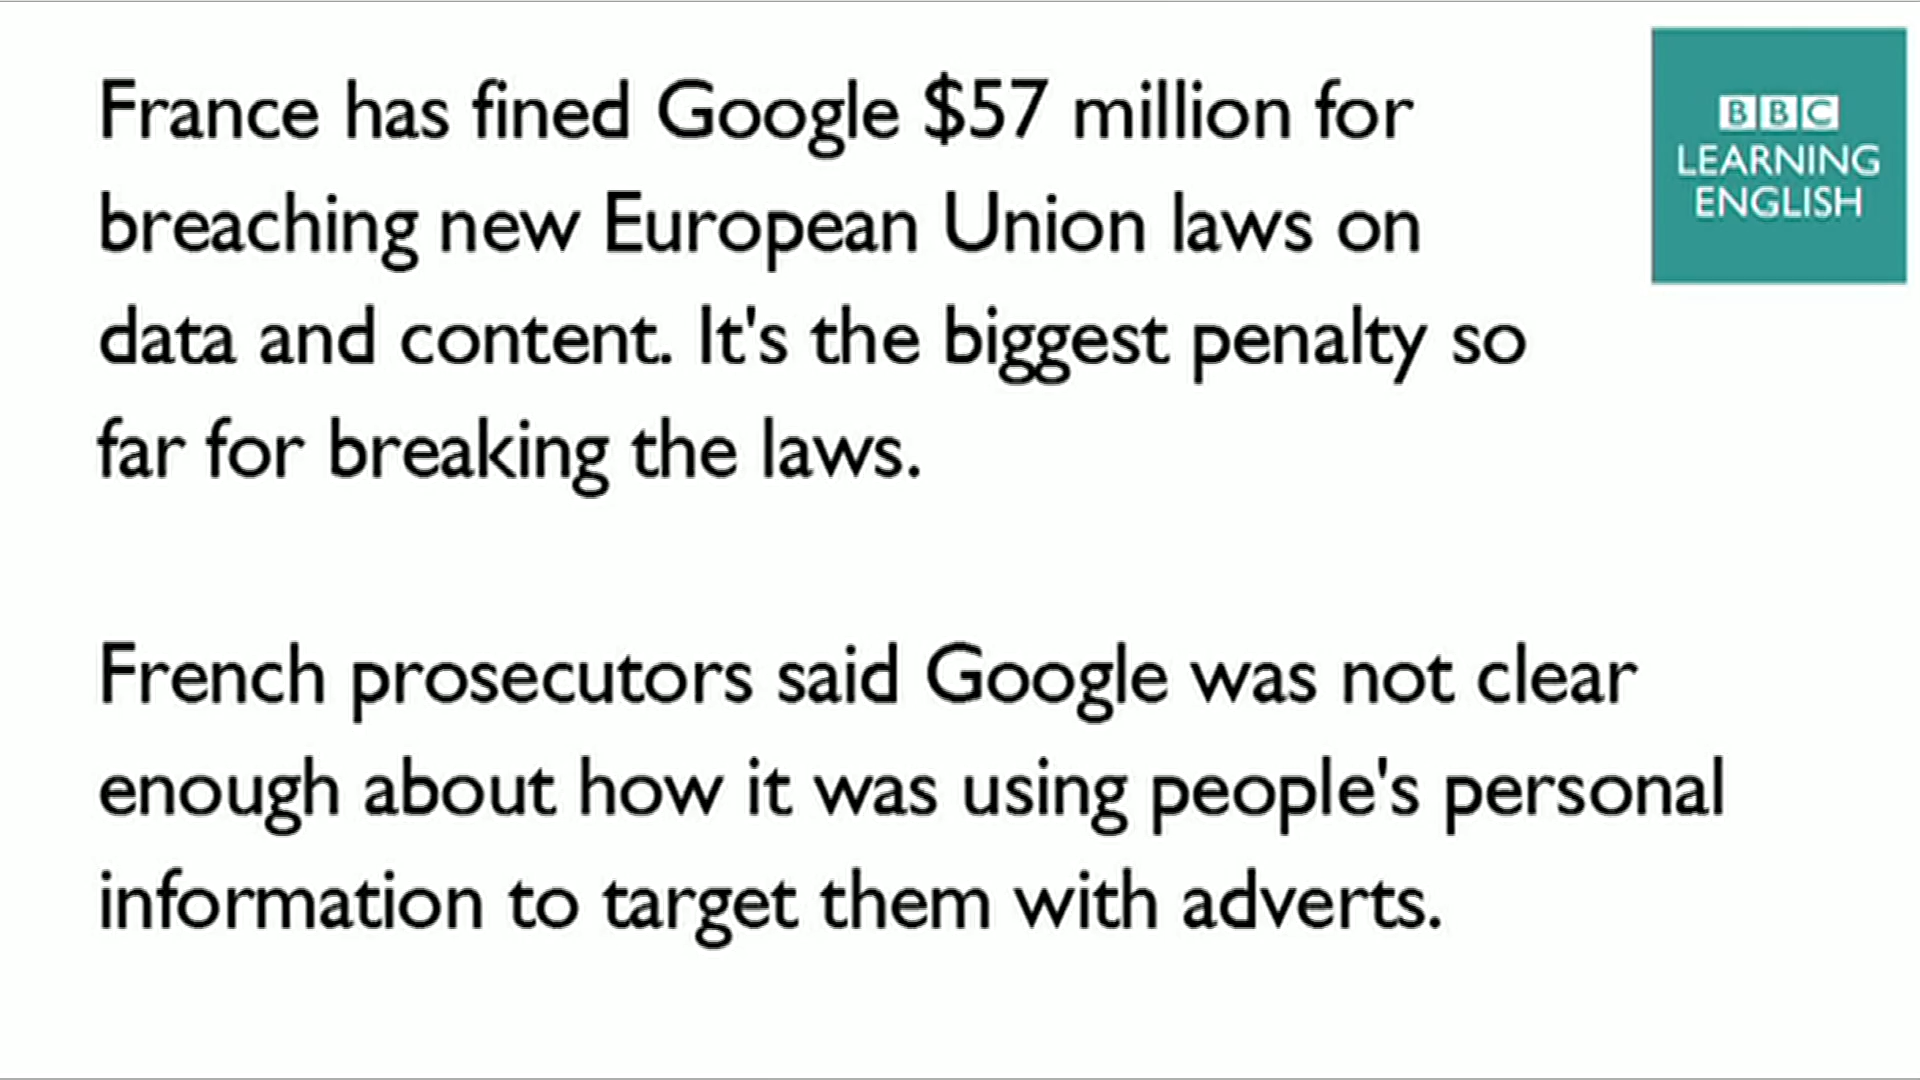 France has fined Google $57 million for
breaching new European Union laws on
data and content. It's the biggest penalty so
far for breaking the laws.
French prosecutors said Google was not clear
enough about how it was using people's personal
information to target them with adverts.
BBC
LEARNING
ENGLISH